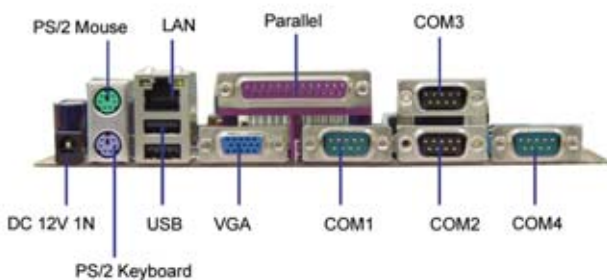 PS/2 Mouse
LAN
Parallel
COM3
DC 12V 1N
USB
VGA
COM1
COM2
COM4
PS/2 Keyboard